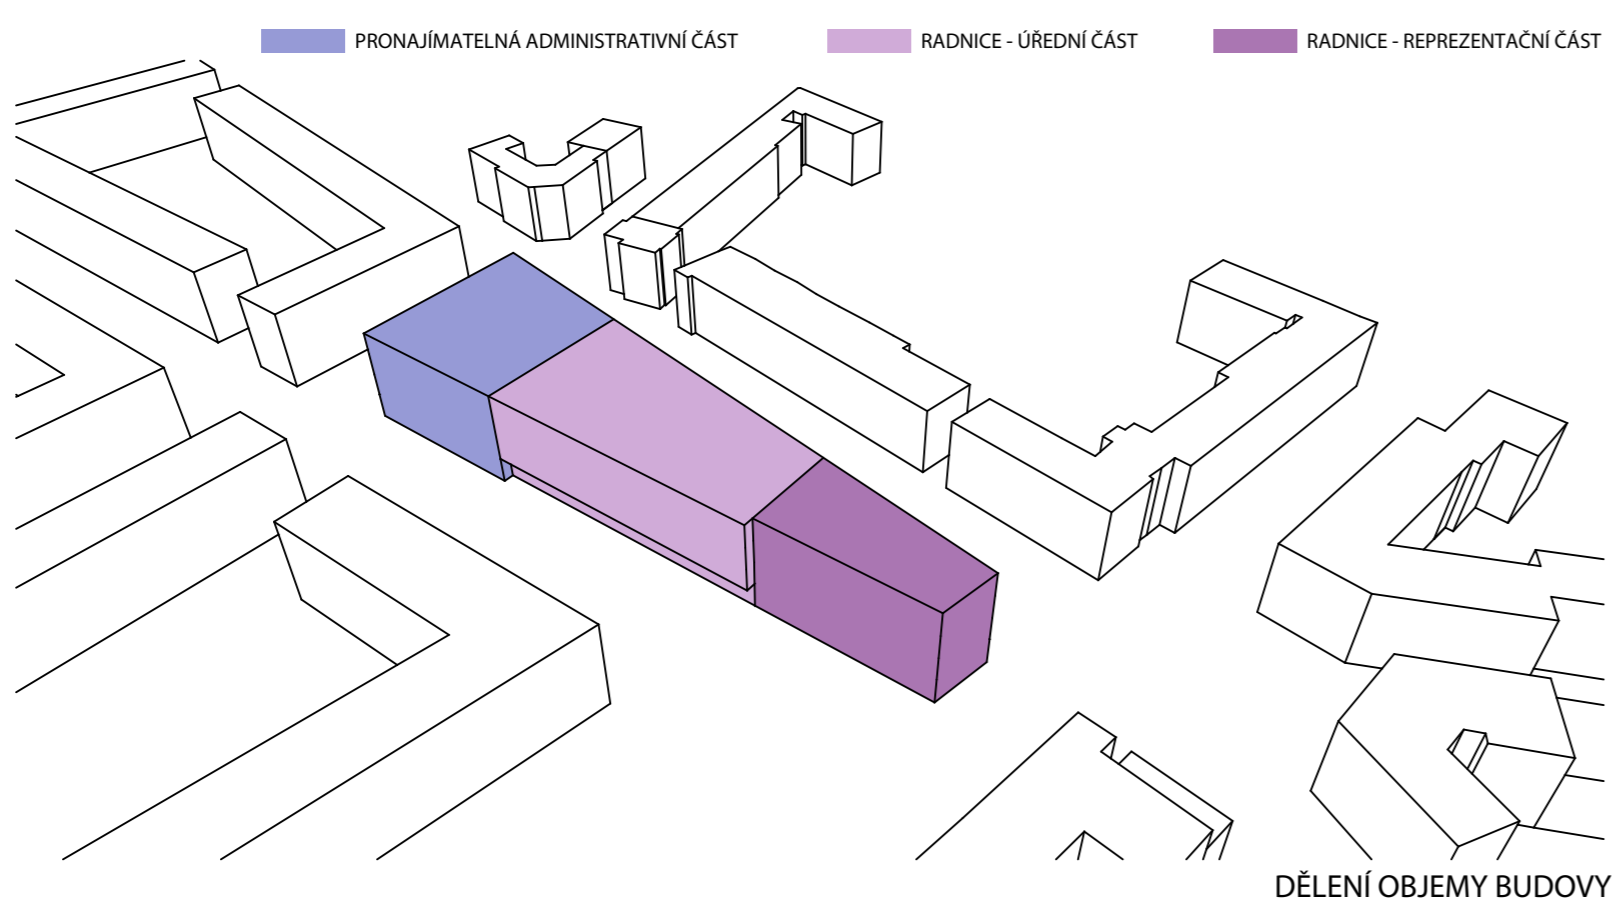 PRONAJÍMATELNÁ ADMINISTRATIVNÍ ČÁST
RADNICE - ÚŘEDNÍ ČÁST
RADNICE - REPREZENTAČNÍ ČÁST
DĚLENÍ OBJEMY BUDOVY